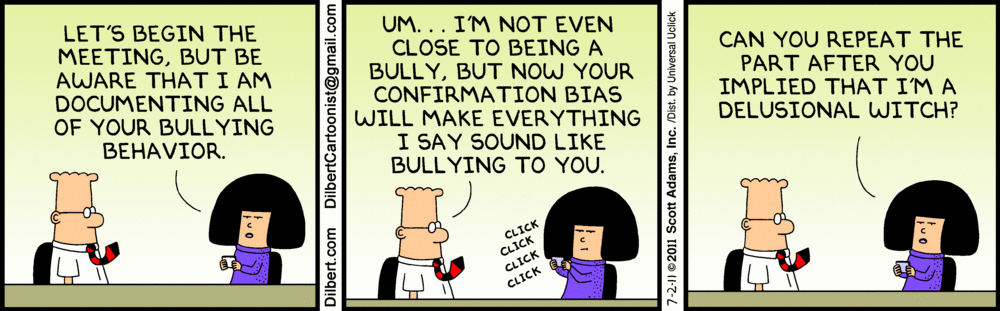 LET'S BEGIN THE
MEETING, BUT BE
AWARE THAT I AM
DOCUMENTING ALL
OF YOUR BULLYING
BEHAVIOR.
Dilbert.com DilbertCartoonist@gmail.com
UM. . . I'M NOT EVEN
CLOSE TO BEING A
BULLY, BUT NOW YOUR
CONFIRMATION BIAS
WILL MAKE EVERYTHING
I SAY SOUND LIKE
BULLYING TO YOU.
CLICK
CLICK
CLICK
CLICK
7-2-11 © 2011 Scott Adams, Inc. /Dist. by Universal Uclick
CAN YOU REPEAT THE
PART AFTER YOU
IMPLIED THAT I'M A
DELUSIONAL WITCH?